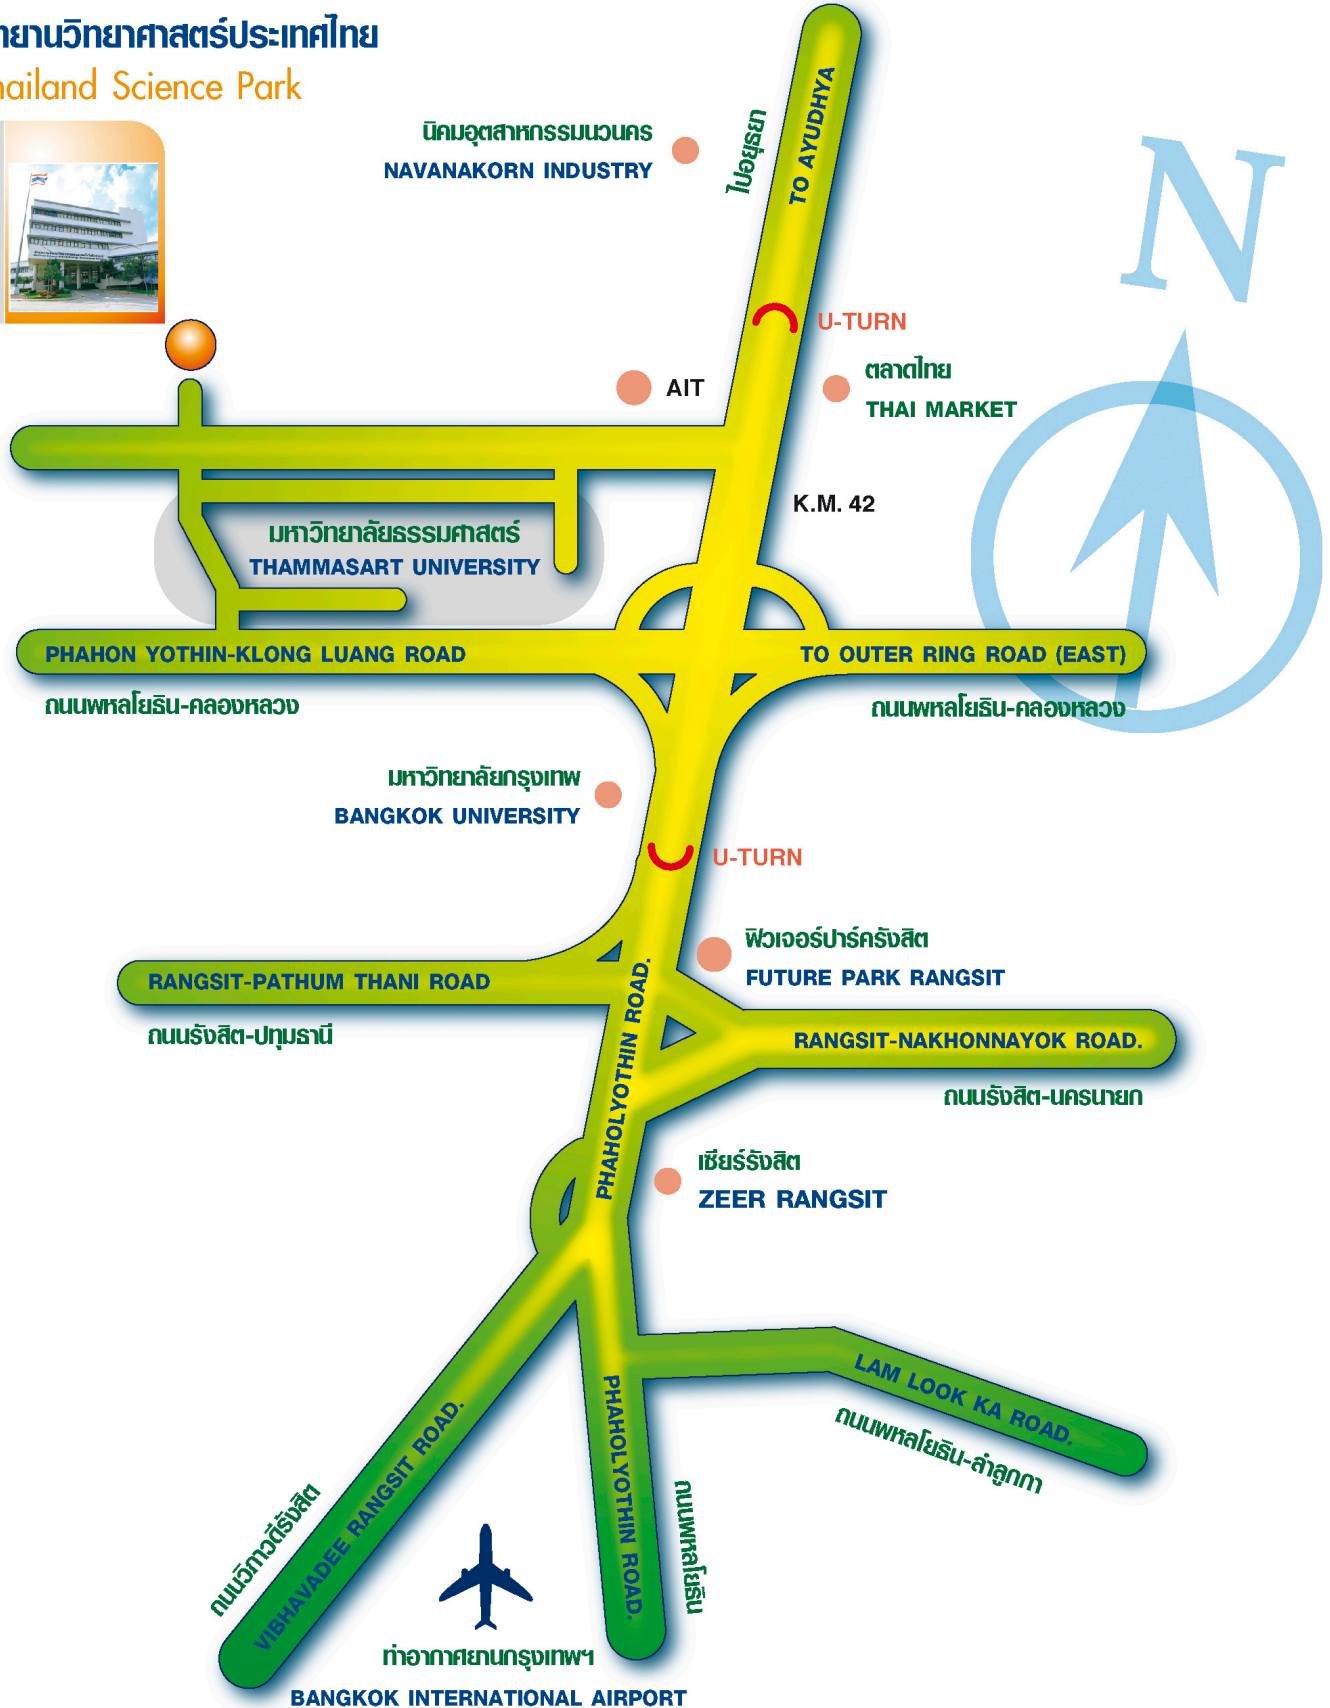 ทยานวิทยาศาสตร์ประเทศไทย
hailand Science Park
นิคมอุตสาหกรรมนวนคร
NAVANAKORN INDUSTRY
ไปอยุธยา
TO AYUDHYA
N
U-TURN
AIT
ตลาดไทย
THAI MARKET
K.M. 42
มหาวิทยาลัยธรรมศาสตร์
THAMMASART UNIVERSITY
PHAHON YOTHIN-KLONG LUANG ROAD
TO OUTER RING ROAD (EAST)
ถนนพหลโยธิน-คลองหลวง
ถนนพหลโยธิน-คลองหลวง
มหาวิทยาลัยกรุงเทพ
BANGKOK UNIVERSITY
U-TURN
ฟิวเจอร์ปาร์ครังสิต
FUTURE PARK RANGSIT
RANGSIT-PATHUM THANI ROAD
ถนนรังสิต-ปทุมธานี
PHAHOLYOTHIN ROAD.
RANGSIT-NAKHONNAYOK ROAD.
ถนนรังสิต-นครนายก
เซียร์รังสิต
ZEER RANGSIT
LAM LOOK KA ROAD.
ถนนพหลโยธิน-ลำลูกกา
VIBHAVADEE RANGSIT ROAD.
ถนนวิภาวดีรังสิต
PHAHOLYOTHIN ROAD.
ถนนพหลโยธิน
ท่าอากาศยานกรุงเทพฯ
BANGKOK INTERNATIONAL AIRPORT